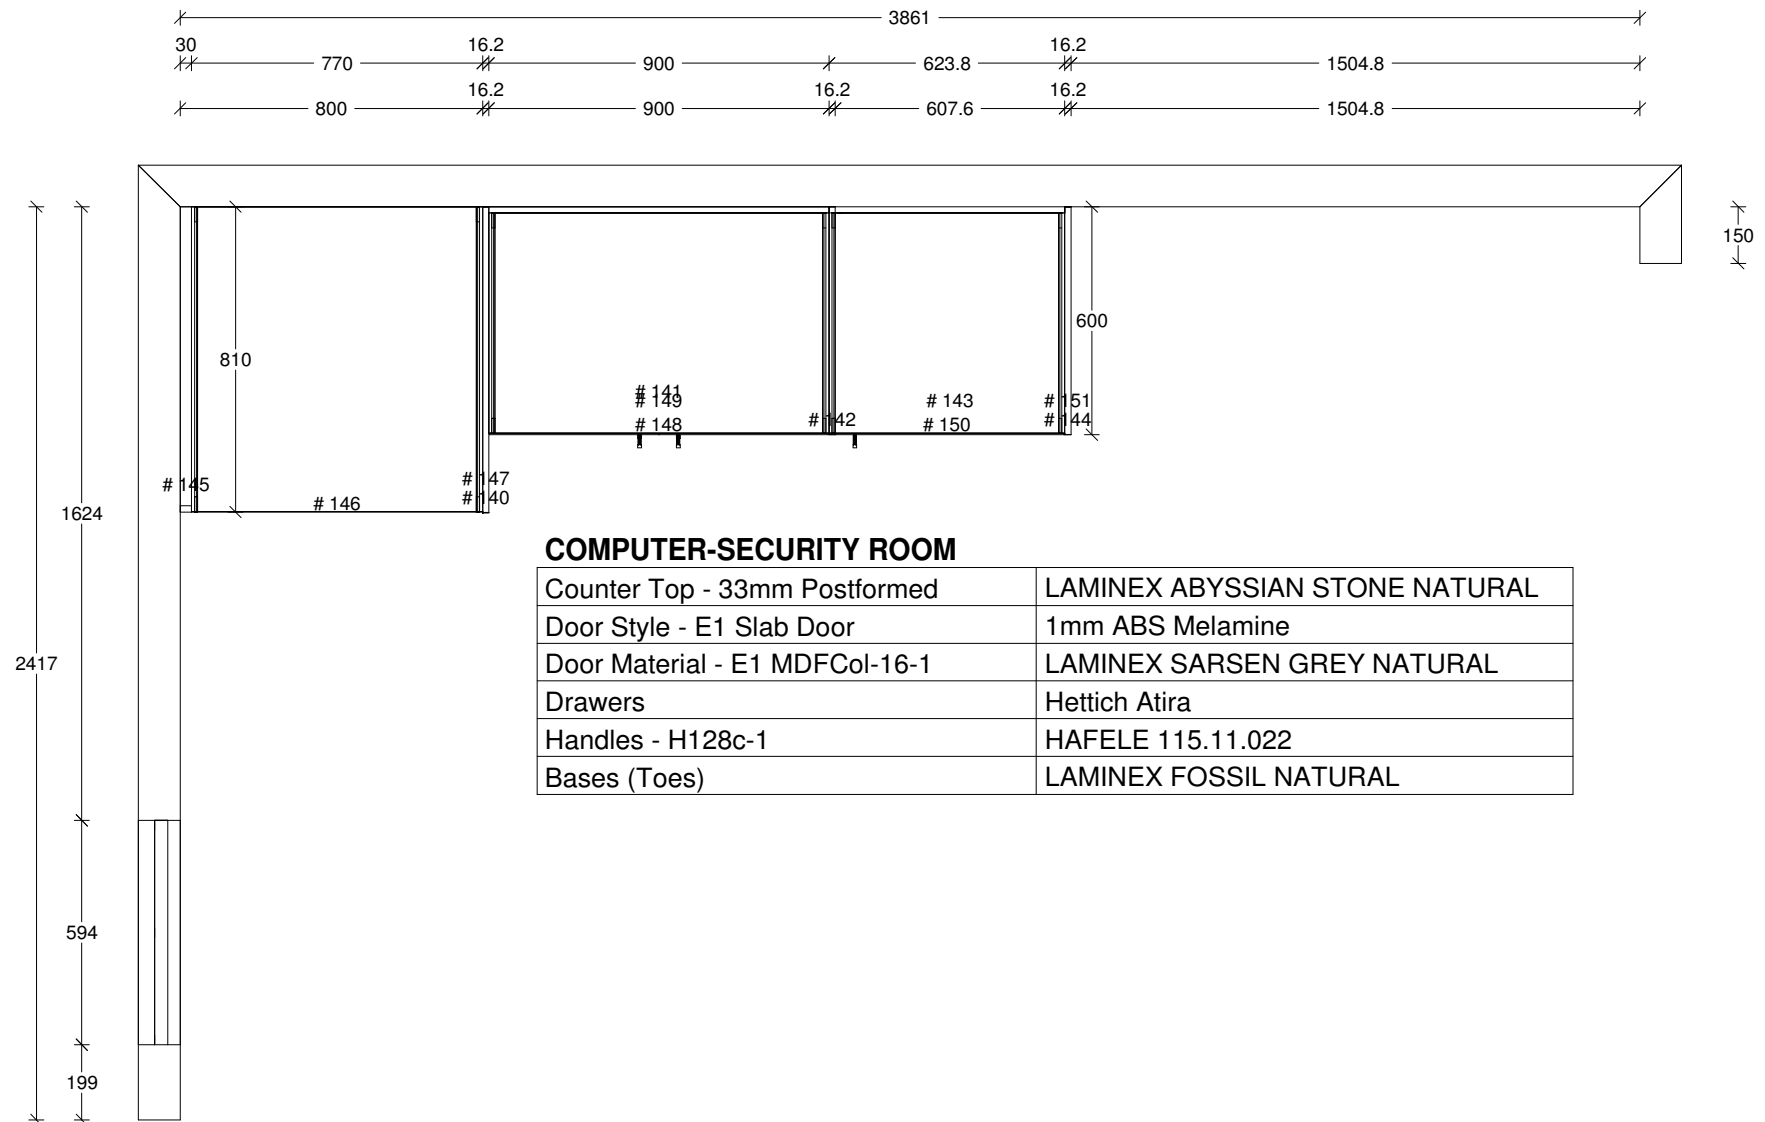 3861
30 16.2 16.2
770 900 623.8 1504.8
16.2 16.2 16.2
800 900 607.6 1504.8
150
600
810
# 141
# 149 # 143 # 151
# 142 # 144
# 148 # 150
# 147
# 145
# 140
# 146
1624
COMPUTER-SECURITY ROOM
Counter Top - 33mm Postformed LAMINEX ABYSSIAN STONE NATURAL
Door Style - E1 Slab Door 1mm ABS Melamine
Door Material - E1 MDFCol-16-1 LAMINEX SARSEN GREY NATURAL
2417
Drawers Hettich Atira
Handles - H128c-1 HAFELE 115.11.022
Bases (Toes) LAMINEX FOSSIL NATURAL
594
199